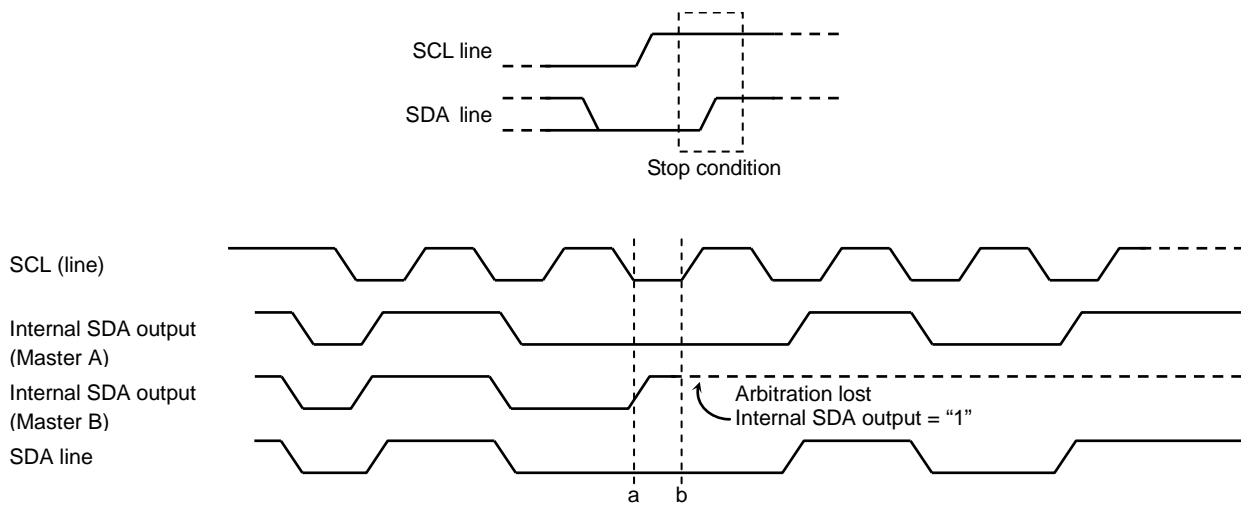 SCL line
SDA line
Stop condition
SCL (line)
Internal SDA output
(Master A)
Internal SDA output
(Master B)
Arbitration lost
Internal SDA output = “1”
SDA line
a
b